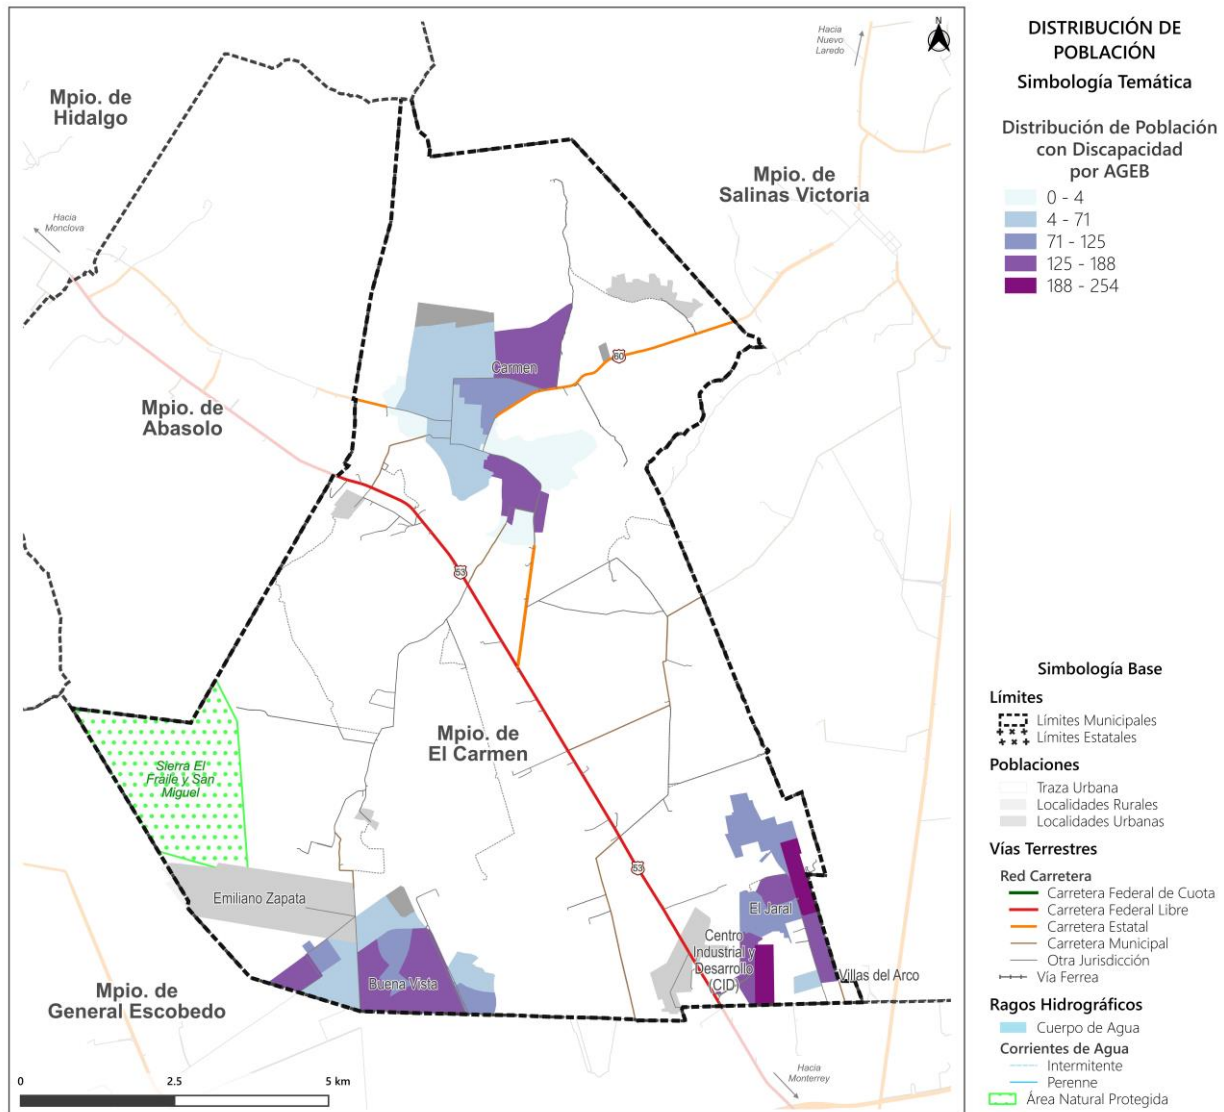 Hacia
Nuevo
Laredo
N
Mpio. de
Hidalgo
Mpio. de
Salinas Victoria
Hacia
Monclova
60
Carmen
Mpio. de
Abasolo
53
Mpio. de
El Carmen
Sierra El
Fraile y San
Miguel
53
Emiliano Zapata
El Jaral
Centro
Industrial y
Desarrollo
(CID)
Villas del Arco
Buena Vista
Mpio. de
General Escobedo
Hacia
Monterrey
0 2.5 5 km
DISTRIBUCIÓN DE
POBLACIÓN
Simbología Temática
Distribución de Población
con Discapacidad
por AGEB
0 - 4
4 - 71
71 - 125
125 - 188
188 - 254
Simbología Base
Límites
Límites Municipales
Límites Estatales
Poblaciones
Traza Urbana
Localidades Rurales
Localidades Urbanas
Vías Terrestres
Red Carretera
Carretera Federal de Cuota
Carretera Federal Libre
Carretera Estatal
Carretera Municipal
Otra Jurisdicción
Vía Ferrea
Ragos Hidrográficos
Cuerpo de Agua
Corrientes de Agua
Intermitente
Perenne
Área Natural Protegida